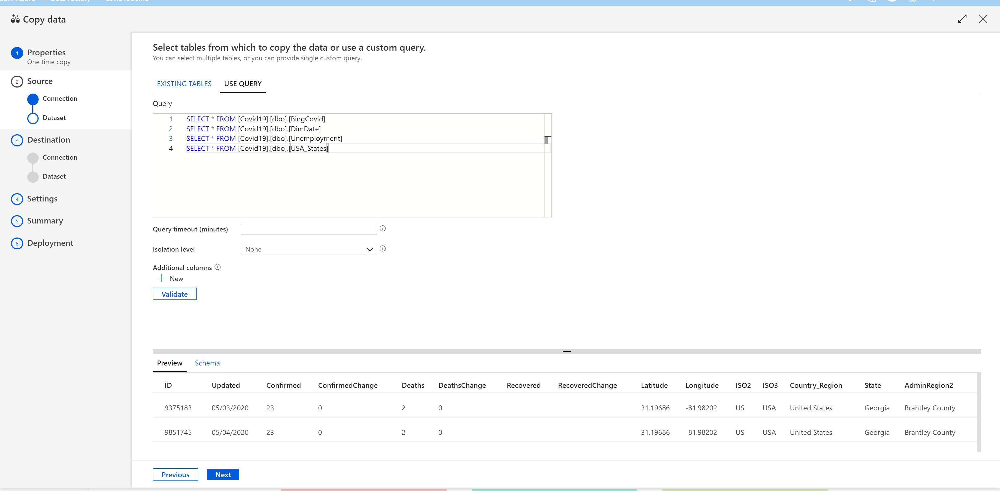 Copy data
1 Properties
One time copy
2 Source
Connection
Dataset
3 Destination
Connection
Dataset
4 Settings
5 Summary
6 Deployment
Select tables from which to copy the data or use a custom query.
You can select multiple tables, or you can provide single custom query.
EXISTING TABLES USE QUERY
Query
1 SELECT * FROM [Covid19].[dbo].[BingCovid]
2 SELECT * FROM [Covid19].[dbo].[DimDate]
3 SELECT * FROM [Covid19].[dbo].[Unemployment]
4 SELECT * FROM [Covid19].[dbo].[USA_States]
Query timeout (minutes)
Isolation level None
Additional columns
New
Validate
Preview Schema
ID Updated Confirmed ConfirmedChange Deaths DeathsChange Recovered RecoveredChange Latitude Longitude ISO2 ISO3 Country_Region State AdminRegion2
9375183 05/03/2020 23 0 2 0 31.19686 -81.98202 US USA United States Georgia Brantley County
9851745 05/04/2020 23 0 2 0 31.19686 -81.98202 US USA United States Georgia Brantley County
Previous Next